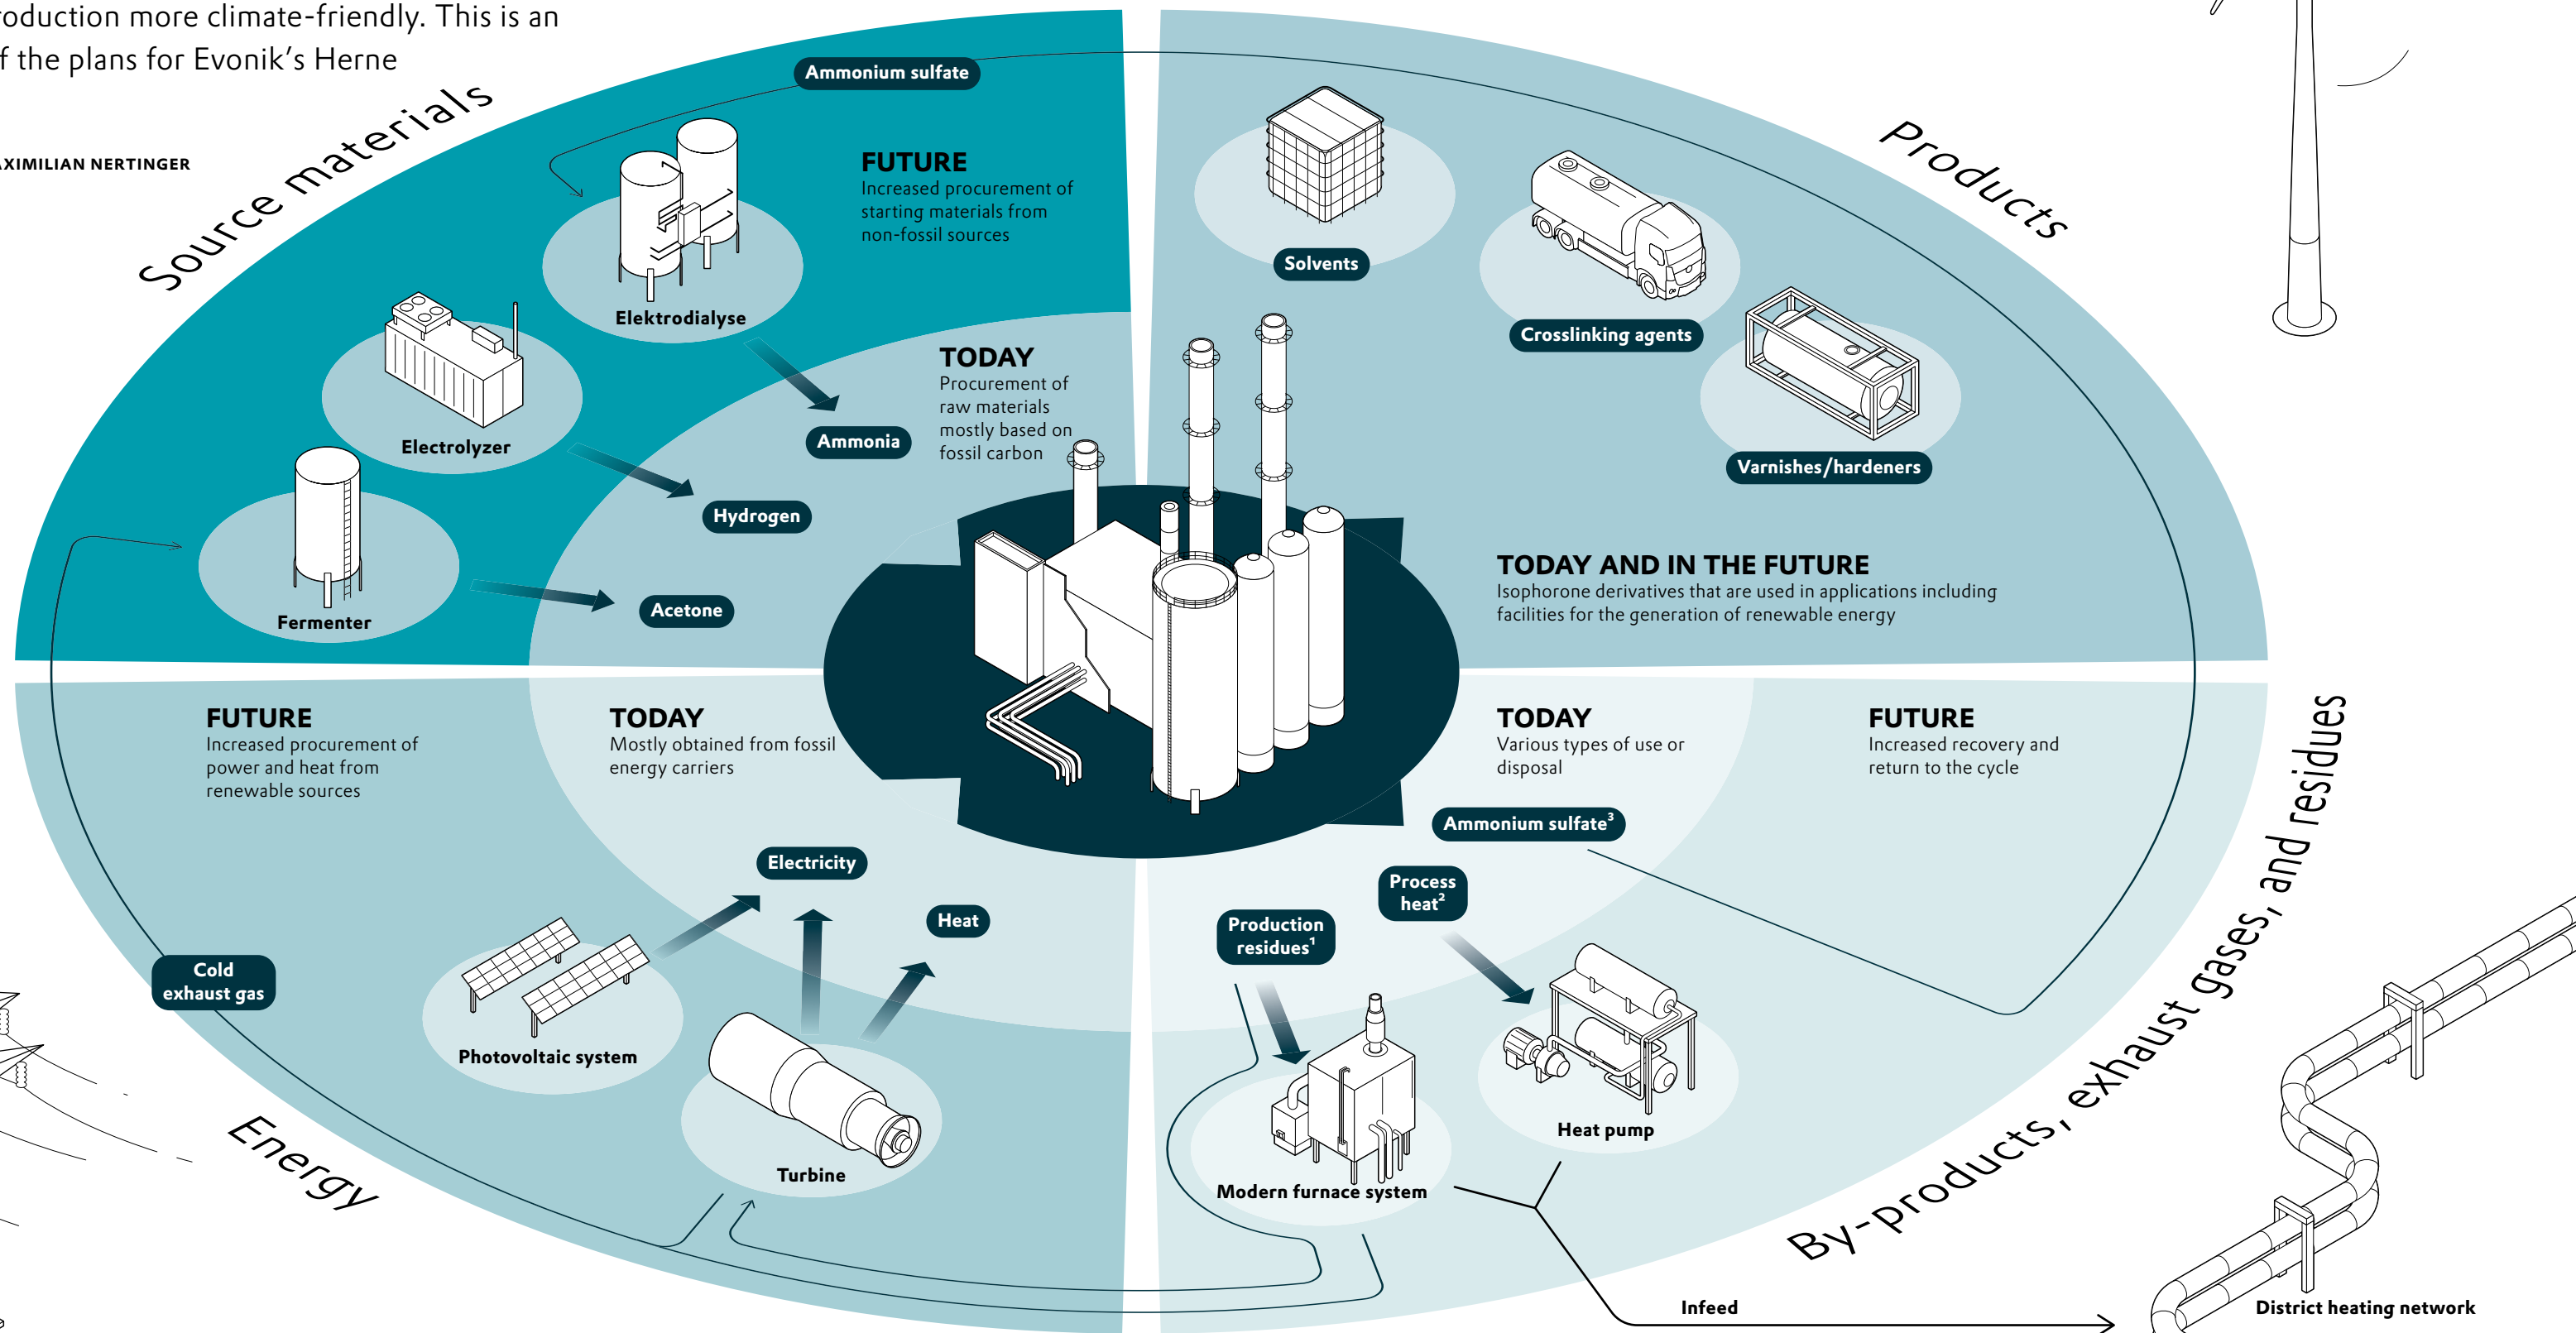 roduction more climate-friendly. This is an
f the plans for Evonik's Herne
AXIMILIAN NERTINGER
Source materials
Ammonium sulfate
FUTURE
Increased procurement of
starting materials from
non-fossil sources
Elektrodialyse
Electrolyzer
Fermenter
TODAY
Procurement of
raw materials
mostly based on
fossil carbon
Ammonia
Hydrogen
Acetone
Products
Solvents
Crosslinking agents
Varnishes/hardeners
TODAY AND IN THE FUTURE
Isophorone derivatives that are used in applications including
facilities for the generation of renewable energy
FUTURE
Increased procurement of
power and heat from
renewable sources
TODAY
Mostly obtained from fossil
energy carriers
Electricity
Heat
Cold
exhaust gas
Photovoltaic system
Turbine
Energy
TODAY
Various types of use or
disposal
FUTURE
Increased recovery and
return to the cycle
Ammonium sulfate³
Process
heat²
Production
residues¹
Heat pump
Modern furnace system
By-products, exhaust gases, and residues
Infeed
District heating network